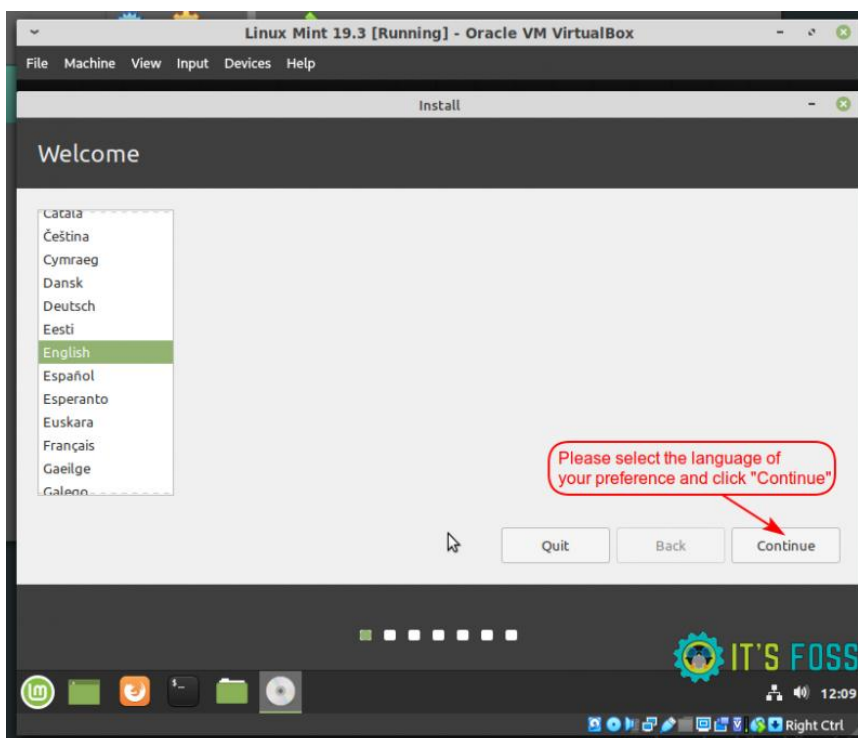 Linux Mint 19.3 [Running] - Oracle VM VirtualBox
File Machine View Input Devices Help
Install
Welcome
Català
Čeština
Cymraeg
Dansk
Deutsch
Eesti
English
Español
Esperanto
Euskara
Français
Gaeilge
Galego
Please select the language of
your preference and click "Continue"
Quit Back Continue
IT'S FOSS
12:09
Right Ctrl